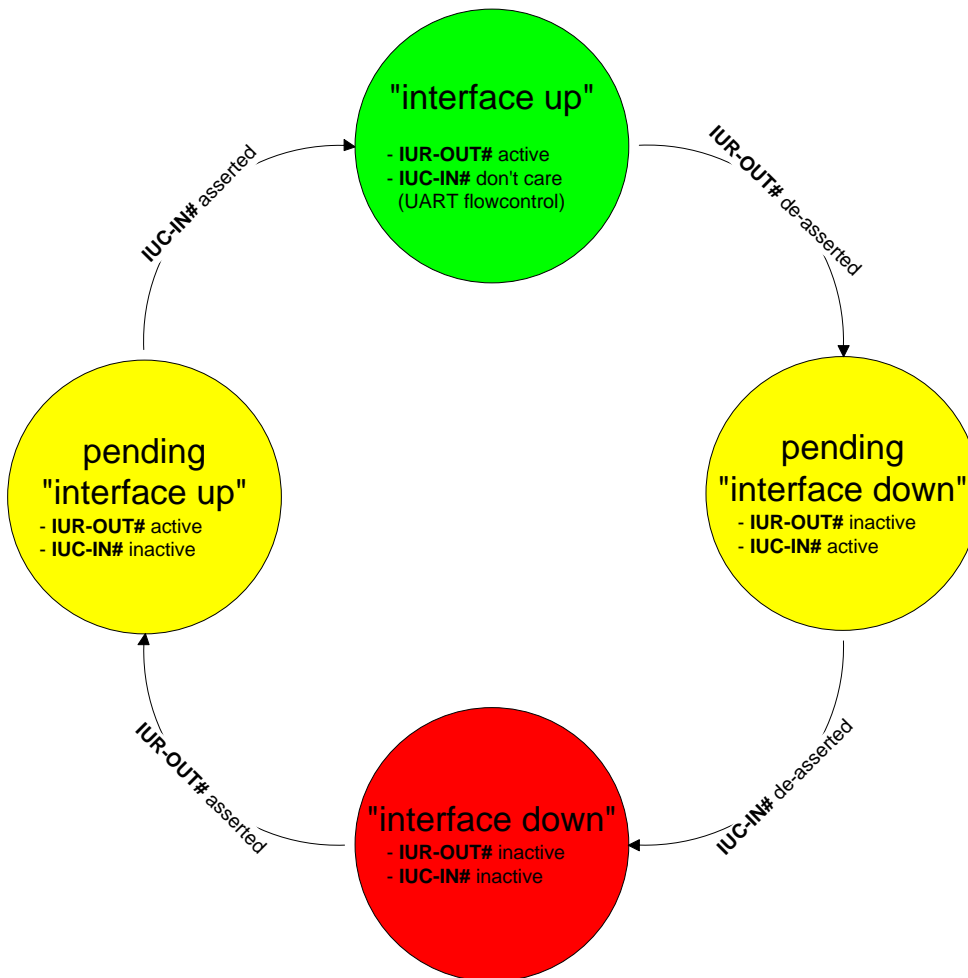 "interface up"
- IUR-OUT# active
- IUC-IN# don't care
(UART flowcontrol)
IUC-IN# asserted
IUR-OUT# de-asserted
pending
"interface up"
- IUR-OUT# active
- IUC-IN# inactive
pending
"interface down"
- IUR-OUT# inactive
- IUC-IN# active
IUR-OUT# asserted
IUC-IN# de-asserted
"interface down"
- IUR-OUT# inactive
- IUC-IN# inactive